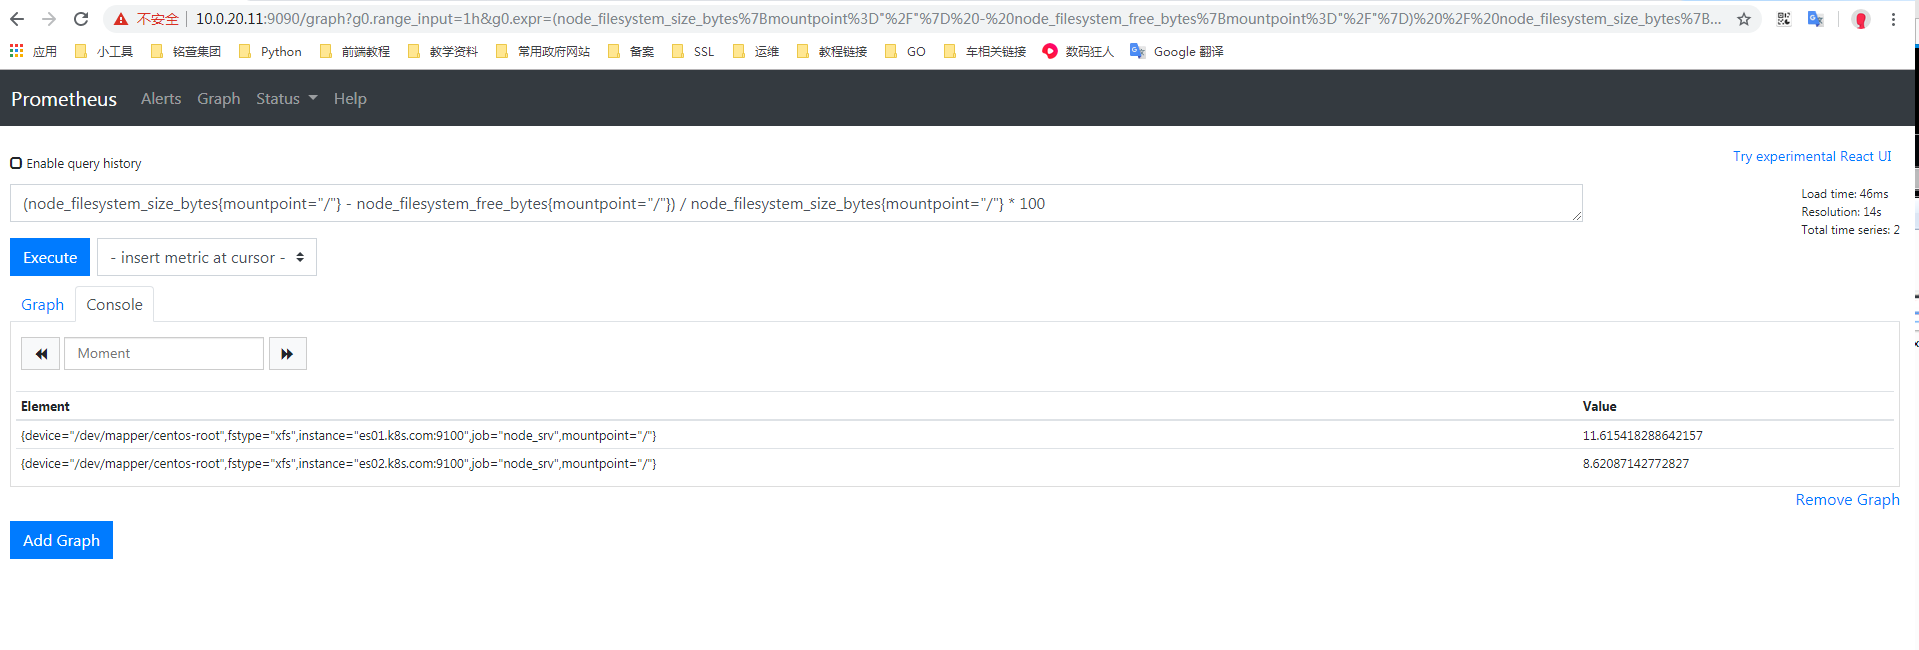 不安全 10.0.20.11:9090/graph?g0.range_input=1h&g0.expr=(node_filesystem_size_bytes%7Bmountpoint%3D"%2F"%7D%20-%20node_filesystem_free_bytes%7Bmountpoint%3D"%2F"%7D)%20%2F%20node_filesystem_size_bytes%7B...
应用 小工具 铭萱集团 Python 前端教程 教学资料 常用政府网站 备案 SSL 运维 教程链接 GO 车相关链接 数码狂人 Google 翻译
Prometheus Alerts Graph Status Help
Enable query history
Try experimental React UI
(node_filesystem_size_bytes{mountpoint="/"} - node_filesystem_free_bytes{mountpoint="/"}) / node_filesystem_size_bytes{mountpoint="/"} * 100
Load time: 46ms
Resolution: 14s
Total time series: 2
Execute - insert metric at cursor -
Graph Console
Moment
Element Value
{device="/dev/mapper/centos-root",fstype="xfs",instance="es01.k8s.com:9100",job="node_srv",mountpoint="/"} 11.615418288642157
{device="/dev/mapper/centos-root",fstype="xfs",instance="es02.k8s.com:9100",job="node_srv",mountpoint="/"} 8.62087142772827
Remove Graph
Add Graph